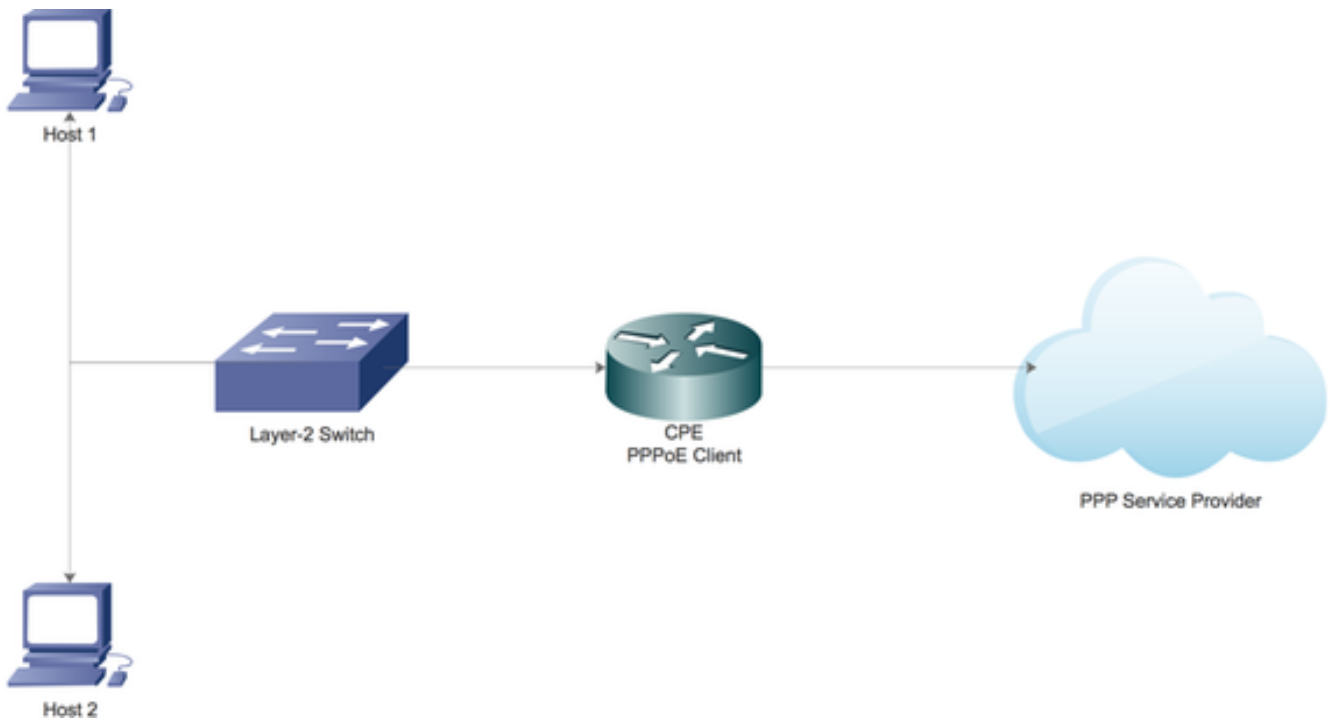 Host 1
Layer-2 Switch
CPE
PPPoE Client
PPP Service Provider
Host 2